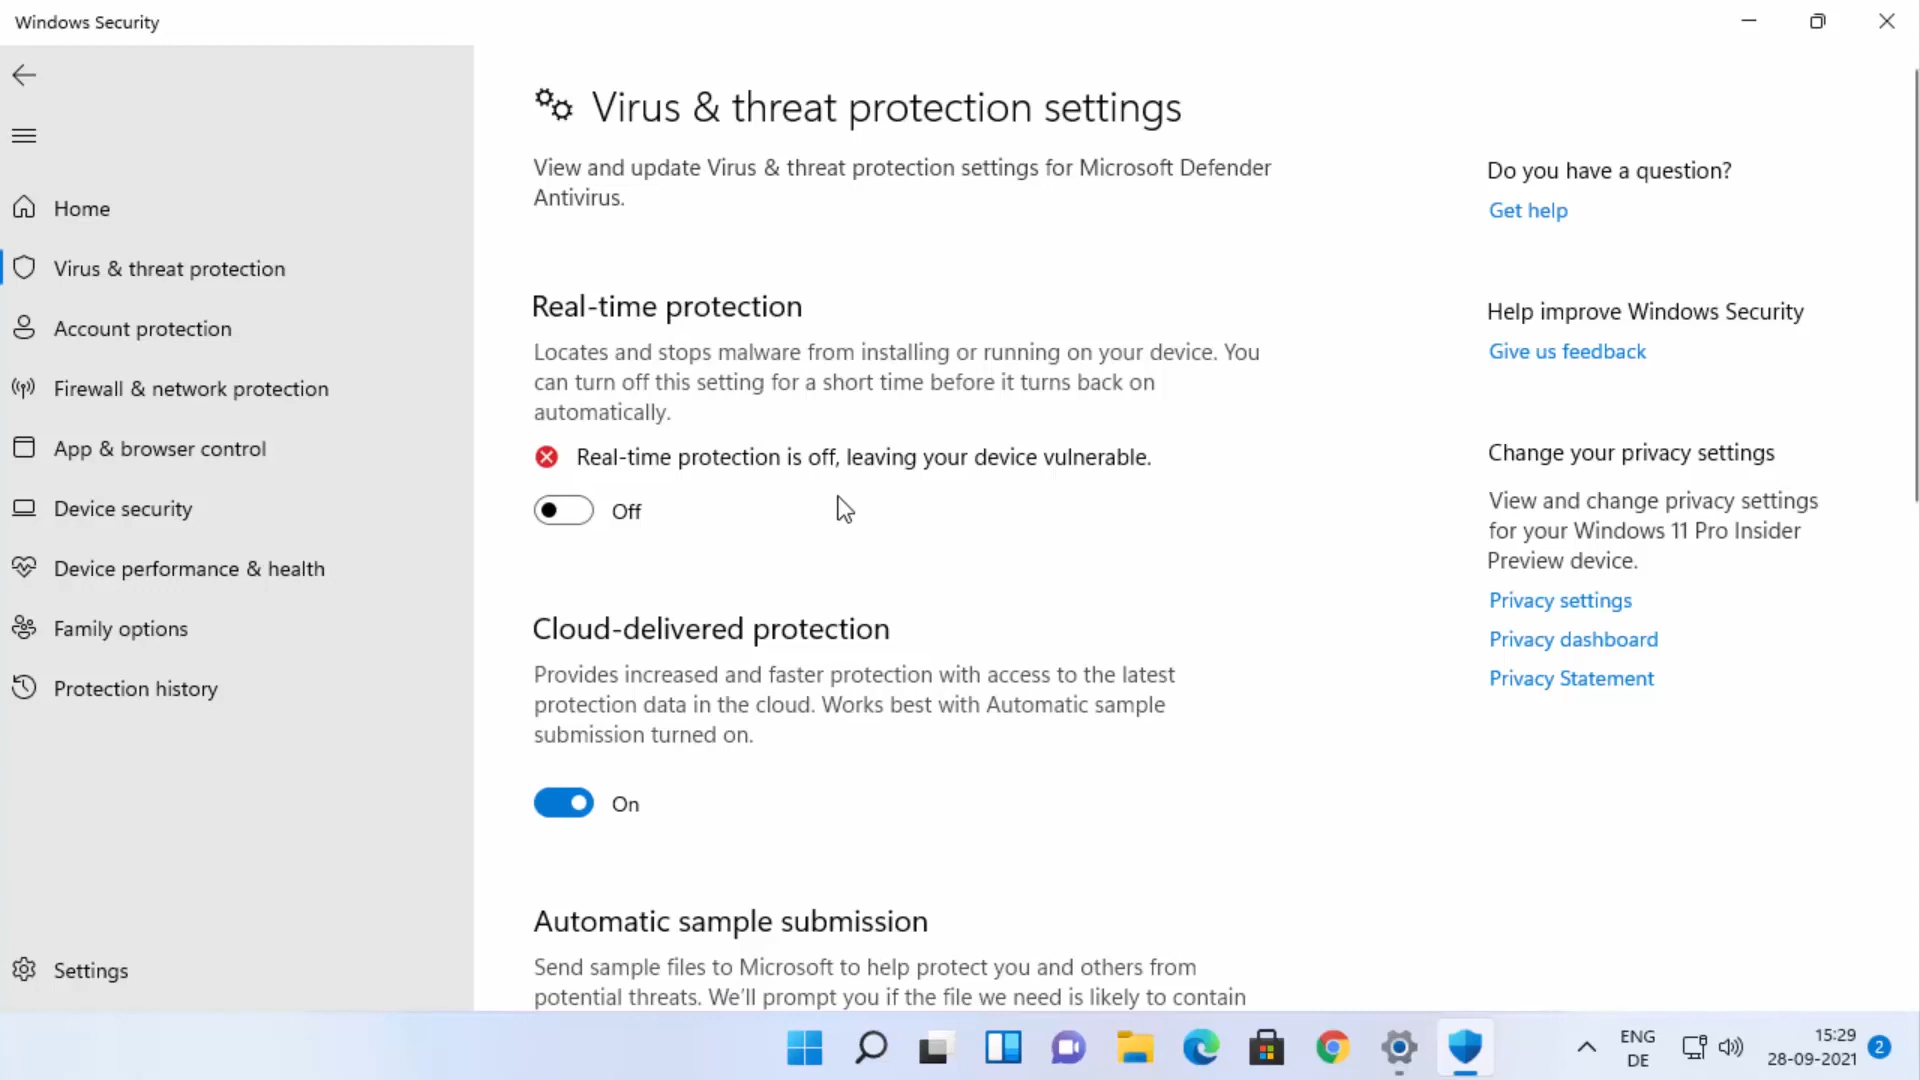 Windows Security
Home
Virus & threat protection
Account protection
Firewall & network protection
App & browser control
Device security
Device performance & health
Family options
Protection history
Settings
Virus & threat protection settings
View and update Virus & threat protection settings for Microsoft Defender
Antivirus.
Real-time protection
Locates and stops malware from installing or running on your device. You
can turn off this setting for a short time before it turns back on
automatically.
Real-time protection is off, leaving your device vulnerable.
Off
Cloud-delivered protection
Provides increased and faster protection with access to the latest
protection data in the cloud. Works best with Automatic sample
submission turned on.
On
Automatic sample submission
Send sample files to Microsoft to help protect you and others from
potential threats. We'll prompt you if the file we need is likely to contain
Do you have a question?
Get help
Help improve Windows Security
Give us feedback
Change your privacy settings
View and change privacy settings
for your Windows 11 Pro Insider
Preview device.
Privacy settings
Privacy dashboard
Privacy Statement
ENG
DE
15:29
28-09-2021
2